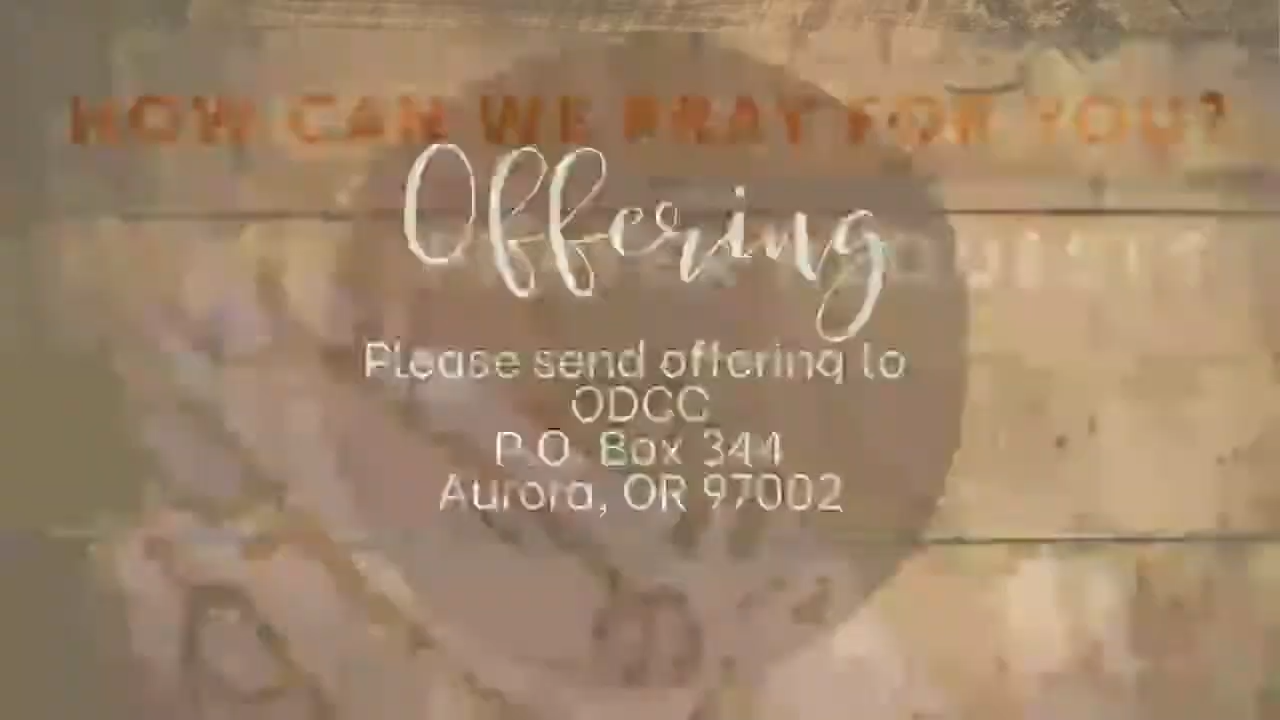 HOW CAN WE PRAY FOR YOU?
Offering
Please send offering to
ODCC
P.O. Box 344
Aurora, OR 97002